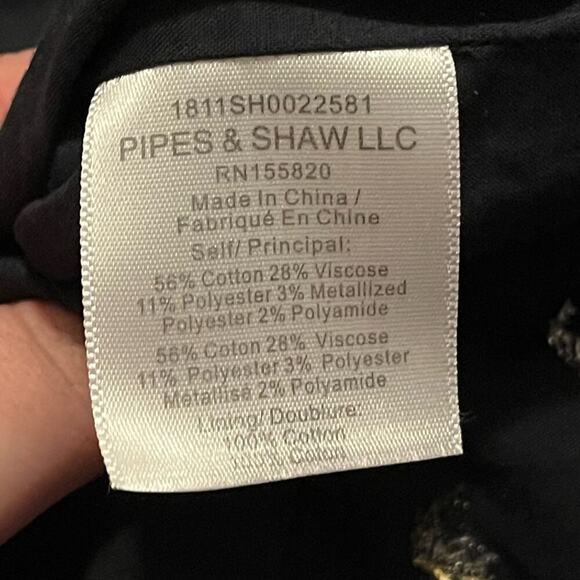 1811SH0022581
PIPES & SHAW LLC
RN155820
Made In China /
Fabriqué En Chine
Self/ Principal:
56% Cotton 28% Viscose
11% Polyester 3% Metallized
Polyester 2% Polyamide
56% Coton 28% Viscose
11% Polyester 3% Polyester
Metallisé 2% Polyamide
Lining/ Doublure:
100% Cotton
100% Coton